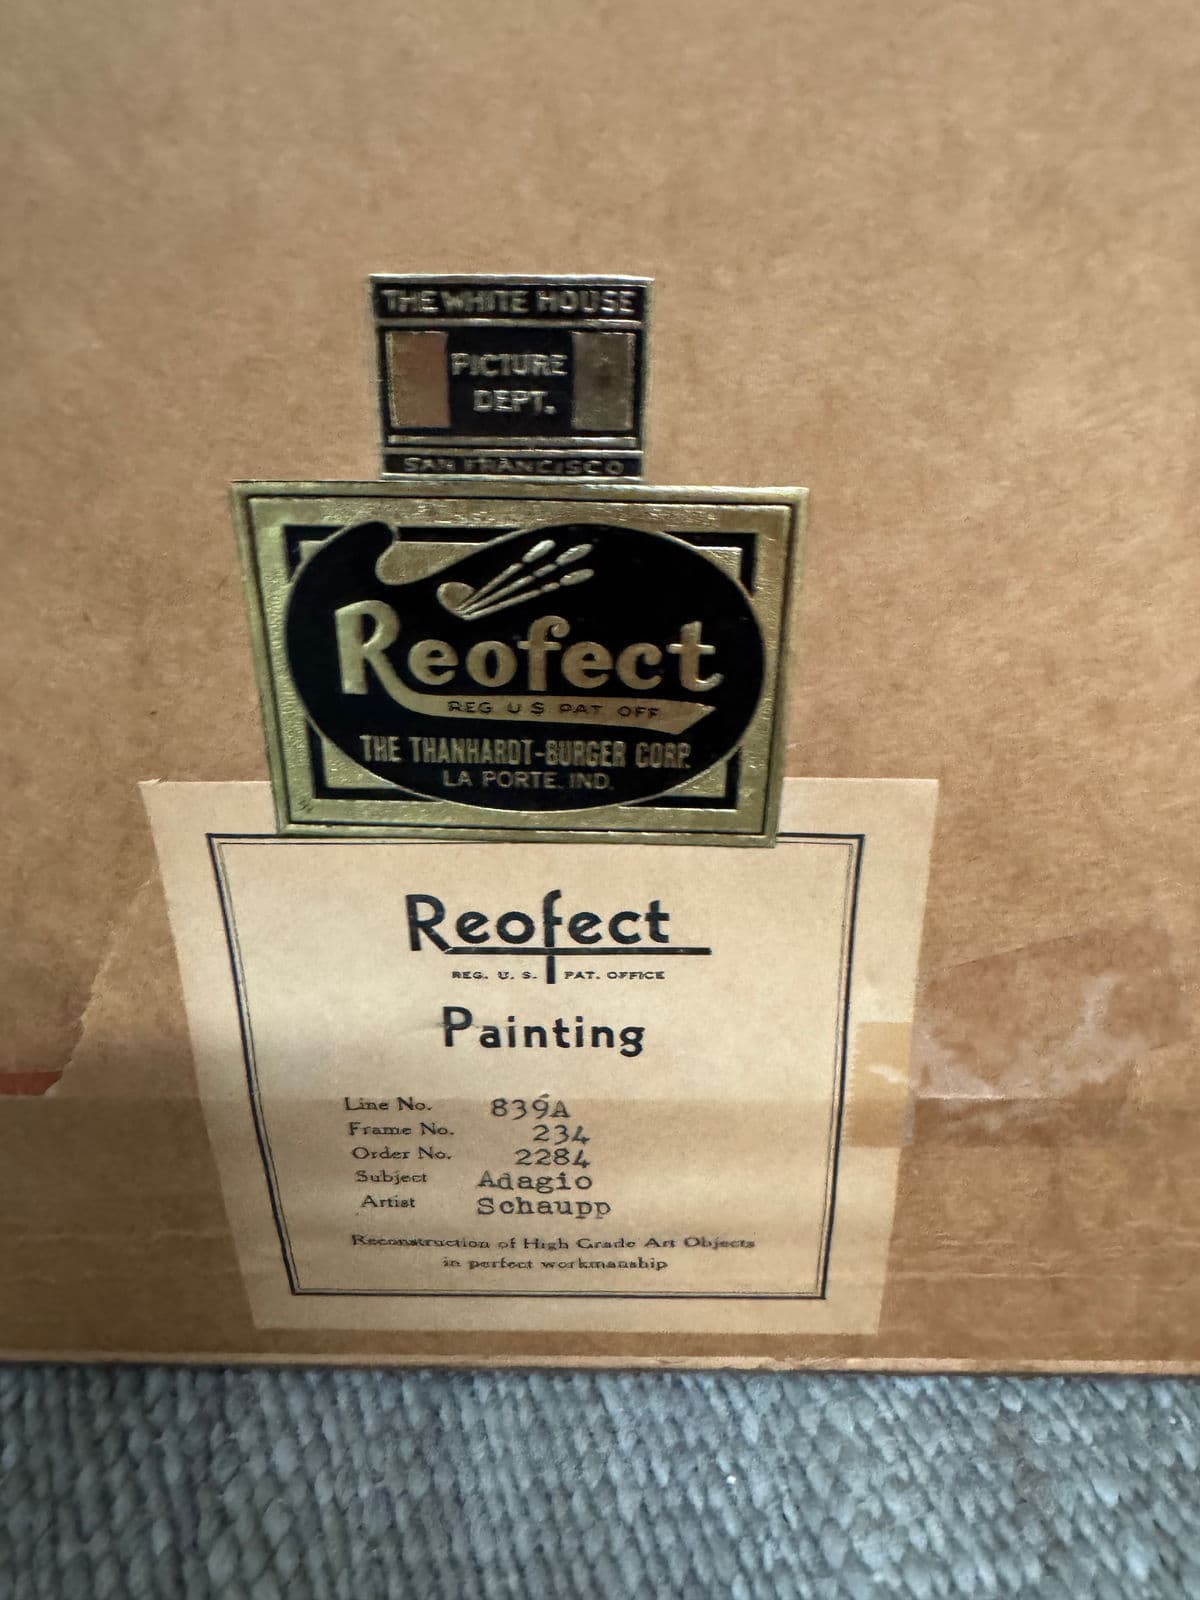 THE WHITE HOUSE
PICTURE
DEPT.
SAN FRANCISCO
Reofect
REG U S PAT OFF
THE THANHARDT-BURGER CORP.
LA PORTE, IND.
Reofect
REG. U. S. PAT. OFFICE
Painting
Line No. 839A
Frame No. 234
Order No. 2284
Subject Adagio
Artist Schaupp
Reconstruction of High Grade Art Objects
in perfect workmanship